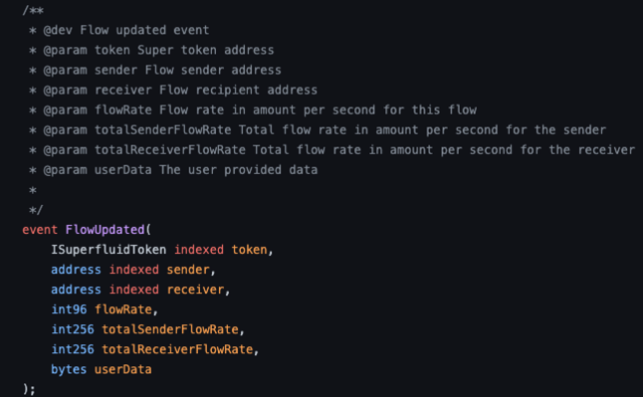 /**
 * @dev Flow updated event
 * @param token Super token address
 * @param sender Flow sender address
 * @param receiver Flow recipient address
 * @param flowRate Flow rate in amount per second for this flow
 * @param totalSenderFlowRate Total flow rate in amount per second for the sender
 * @param totalReceiverFlowRate Total flow rate in amount per second for the receiver
 * @param userData The user provided data
 *
 */
event FlowUpdated(
    ISuperfluidToken indexed token,
    address indexed sender,
    address indexed receiver,
    int96 flowRate,
    int256 totalSenderFlowRate,
    int256 totalReceiverFlowRate,
    bytes userData
);